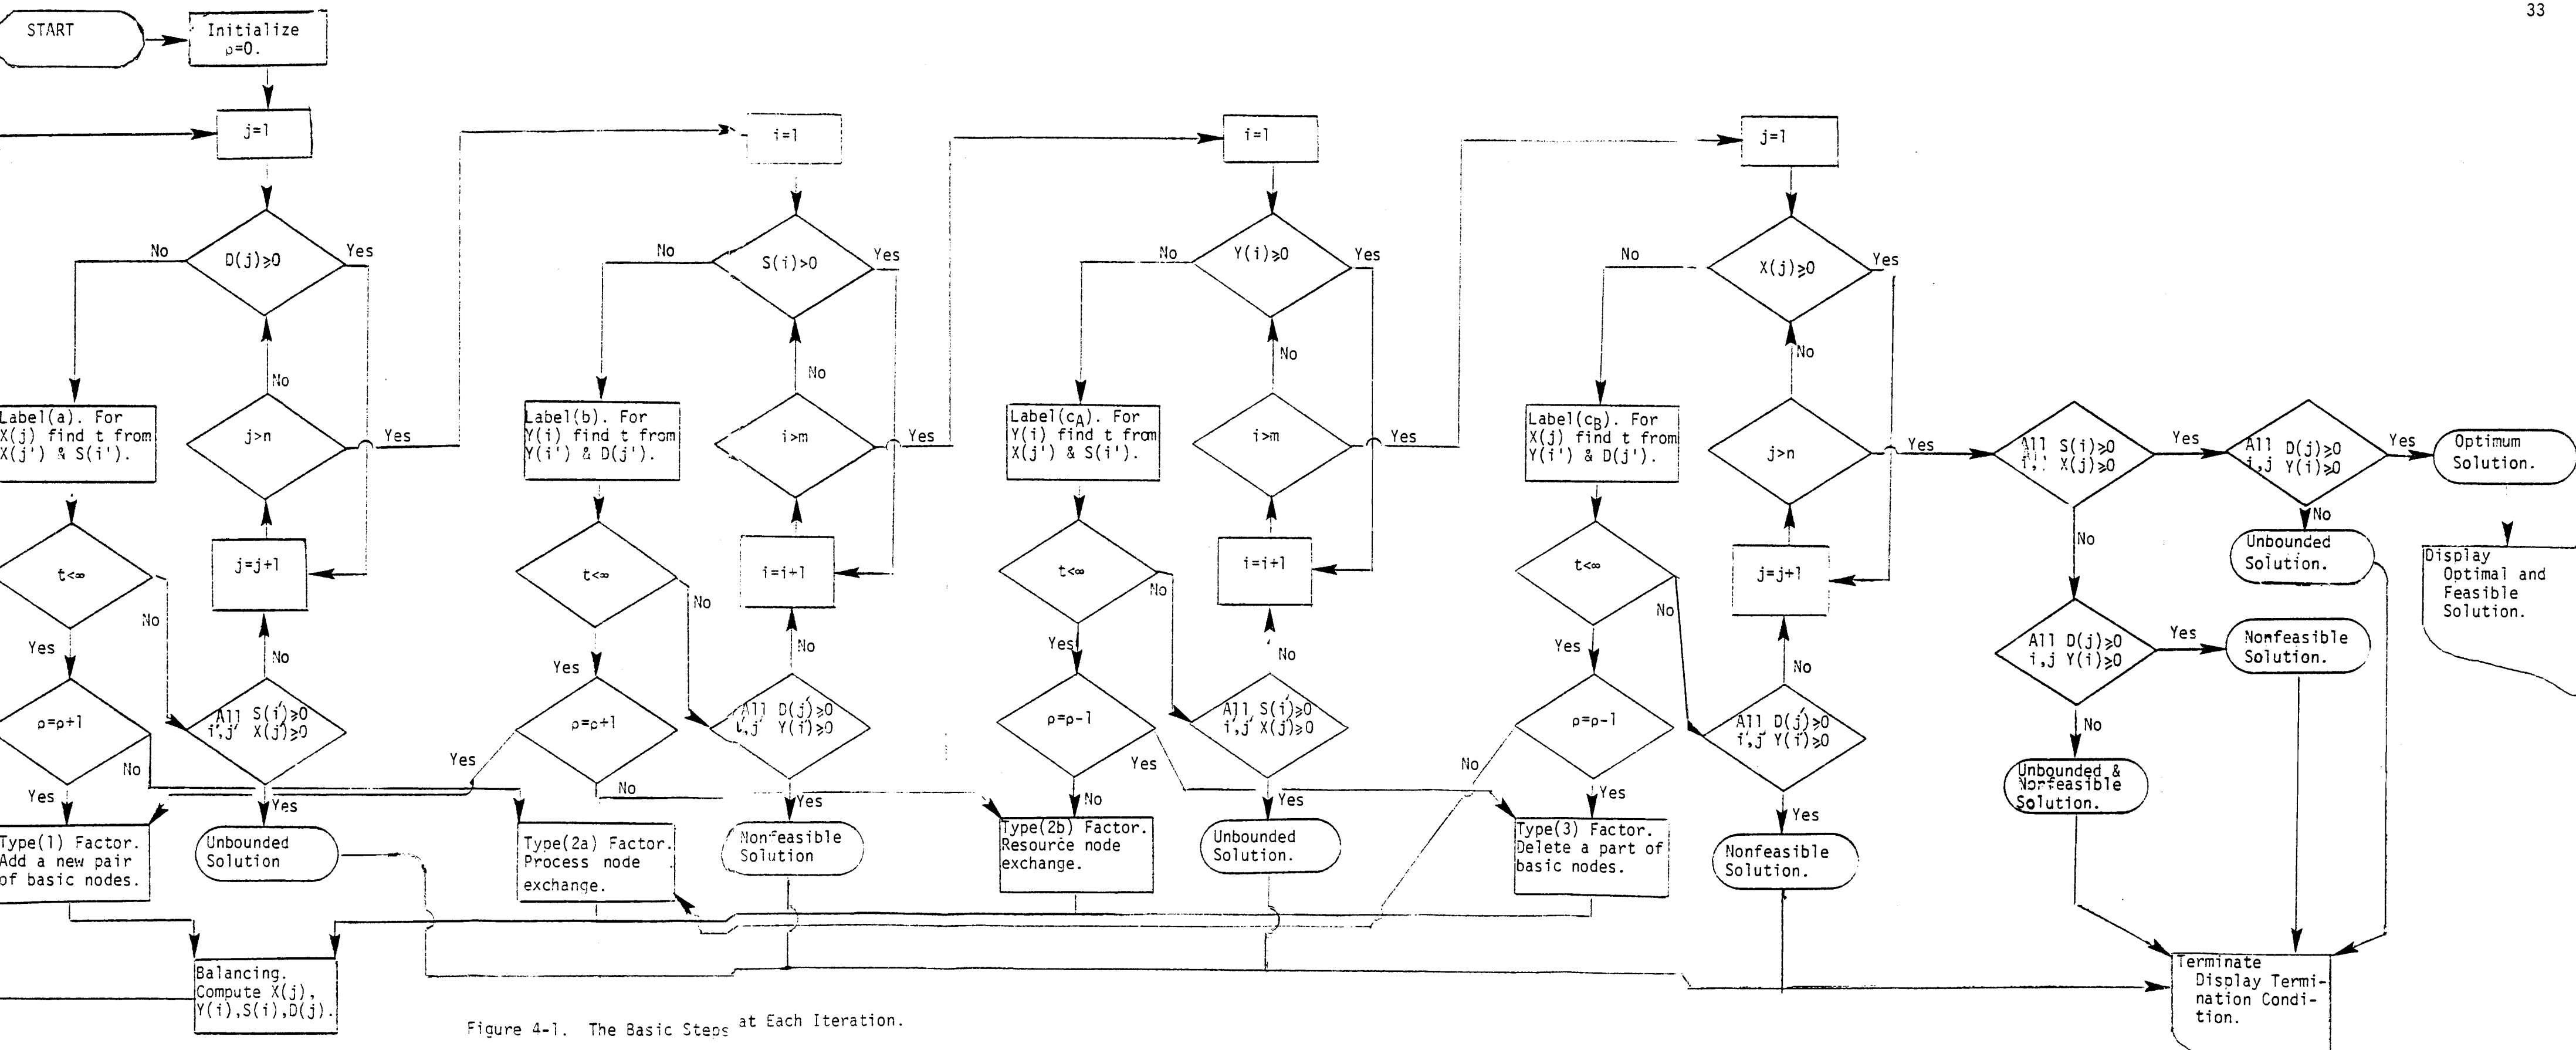 33
START
Initialize
ρ=0.
j=1
D(j)≥0
No
Yes
j>n
No
Yes
Label(a). For
X(j) find t from
X(j') & S(i').
t<∞
No
Yes
j=j+1
No
ρ=ρ+1
No
Yes
All S(i')≥0
i',j' X(j')≥0
Yes
Type(1) Factor.
Add a new pair
of basic nodes.
Unbounded
Solution
Balancing.
Compute X(j),
Y(i),S(i),D(j).
i=1
S(i)>0
No
Yes
i>m
No
Yes
Label(b). For
Y(i) find t from
Y(i') & D(j').
t<∞
No
Yes
i=i+1
No
ρ=ρ+1
Yes
No
All D(j')≥0
i',j' Y(i')≥0
Yes
Type(2a) Factor.
Process node
exchange.
Nonfeasible
Solution
i=1
Y(i)≥0
No
Yes
i>m
No
Yes
Label(cA). For
Y(i) find t from
X(j') & S(i').
t<∞
No
Yes
i=i+1
No
ρ=ρ-1
Yes
No
All S(i')≥0
i',j' X(j')≥0
Yes
Type(2b) Factor.
Resource node
exchange.
Unbounded
Solution.
j=1
X(j)≥0
No
Yes
j>n
No
Yes
Label(cB). For
X(j) find t from
Y(i') & D(j').
t<∞
No
Yes
j=j+1
No
ρ=ρ-1
No
Yes
All D(j')≥0
i',j' Y(i')≥0
Yes
Type(3) Factor.
Delete a part of
basic nodes.
Nonfeasible
Solution.
All S(i)≥0
i,j X(j)≥0
Yes
No
All D(j)≥0
i,j Y(i)≥0
Yes
No
Optimum
Solution.
Unbounded
Solution.
Display
Optimal and
Feasible
Solution.
All D(j)≥0
i,j Y(i)≥0
Yes
No
Nonfeasible
Solution.
Unbounded &
Nonfeasible
Solution.
Terminate
Display Termi-
nation Condi-
tion.
Figure 4-1. The Basic Steps at Each Iteration.